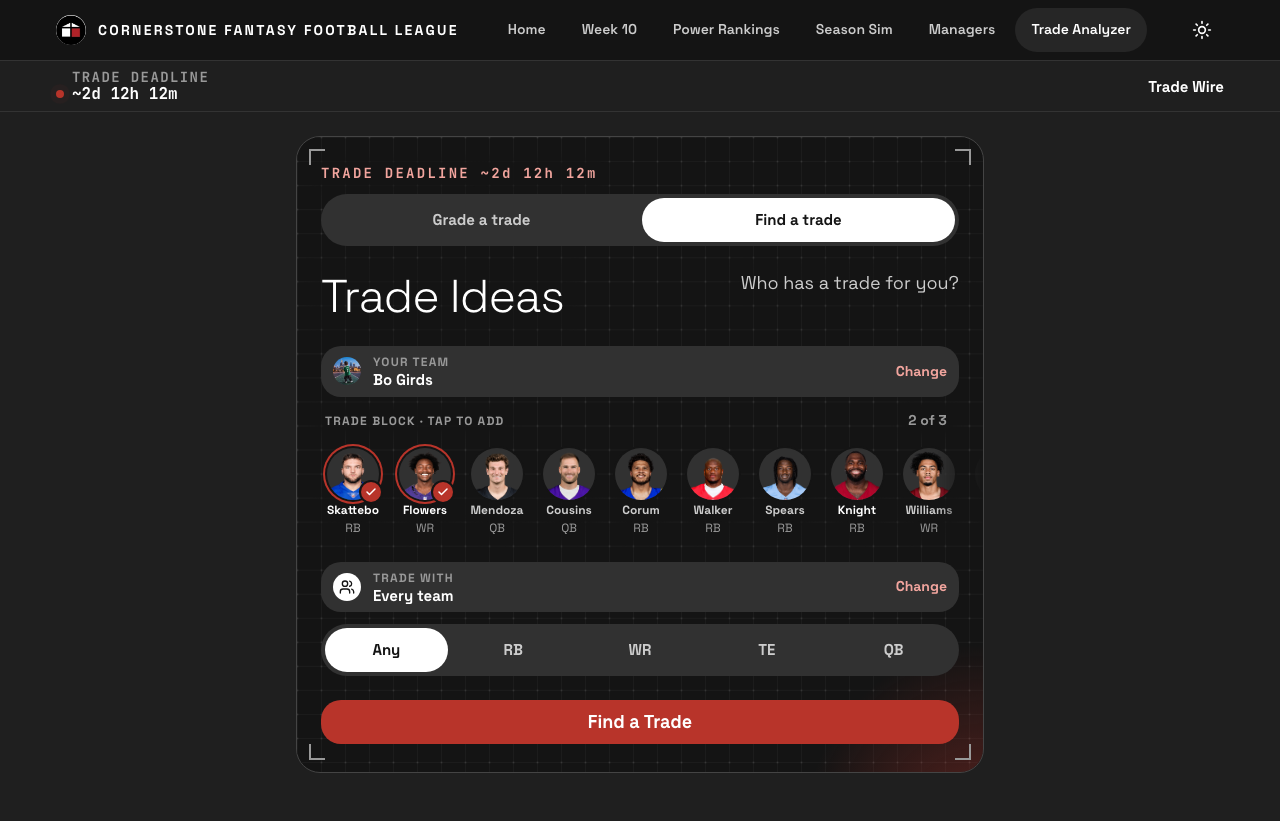 CORNERSTONE FANTASY FOOTBALL LEAGUE
Home
Week 10
Power Rankings
Season Sim
Managers
Trade Analyzer
TRADE DEADLINE
~2d 12h 12m
Trade Wire
TRADE DEADLINE ~2d 12h 12m
Grade a trade
Find a trade
Trade Ideas
Who has a trade for you?
YOUR TEAM
Bo Girds
Change
TRADE BLOCK · TAP TO ADD
2 of 3
Skattebo
RB
Flowers
WR
Mendoza
QB
Cousins
QB
Corum
RB
Walker
RB
Spears
RB
Knight
RB
Williams
WR
TRADE WITH
Every team
Change
Any
RB
WR
TE
QB
Find a Trade